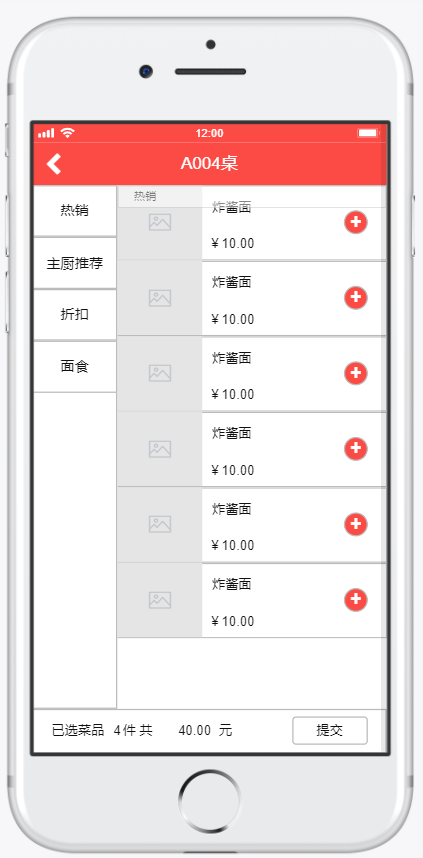 12:00
A004桌
热销
主厨推荐
折扣
面食
热销
炸酱面
¥ 10.00
炸酱面
¥ 10.00
炸酱面
¥ 10.00
炸酱面
¥ 10.00
炸酱面
¥ 10.00
炸酱面
¥ 10.00
已选菜品 4 件 共 40.00 元 提交